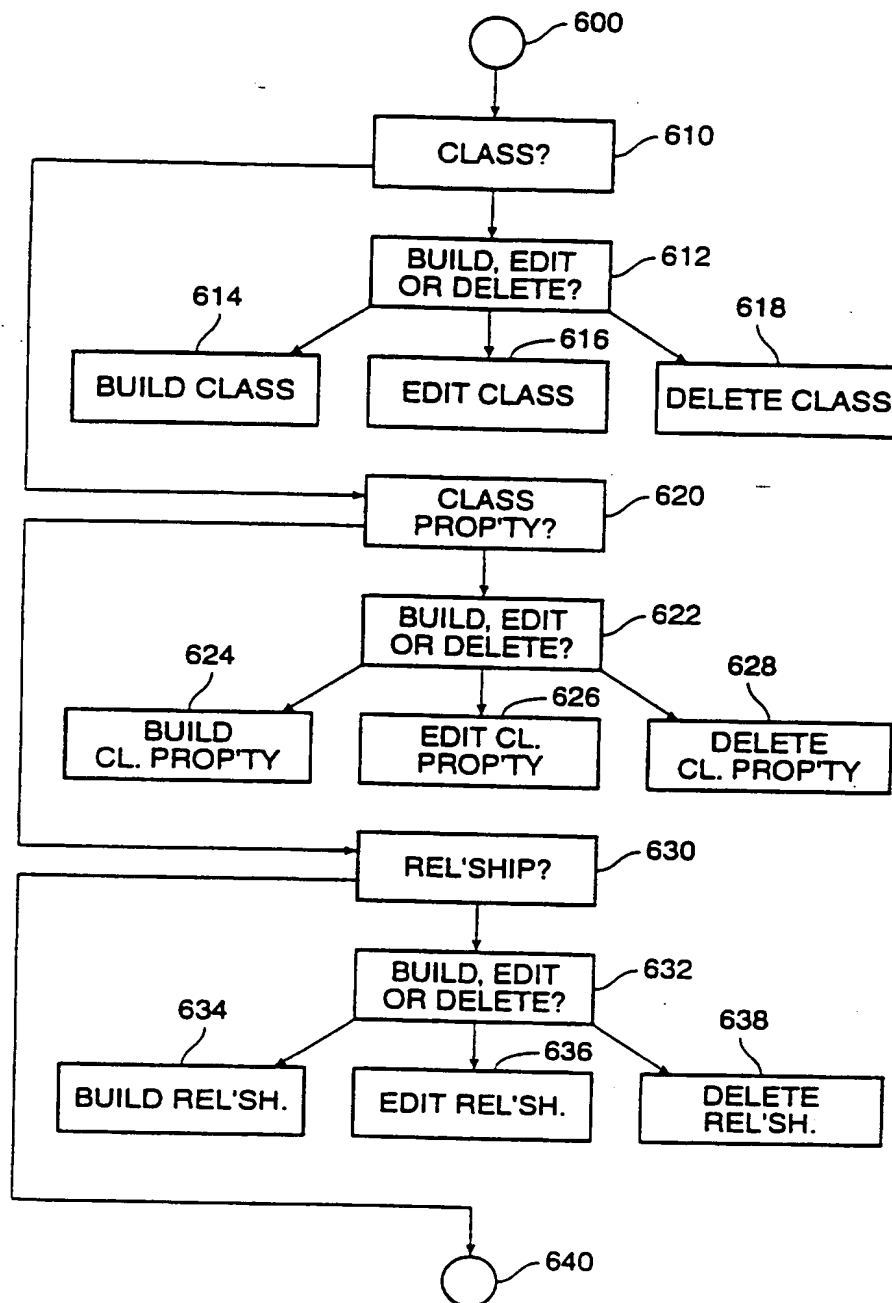 600
CLASS?
610
BUILD, EDIT
OR DELETE?
612
614
616
618
BUILD CLASS
EDIT CLASS
DELETE CLASS
CLASS
PROP'TY?
620
BUILD, EDIT
OR DELETE?
622
624
626
628
BUILD
CL. PROP'TY
EDIT CL.
PROP'TY
DELETE
CL. PROP'TY
REL'SHIP?
630
BUILD, EDIT
OR DELETE?
632
634
636
638
BUILD REL'SH.
EDIT REL'SH.
DELETE
REL'SH.
640